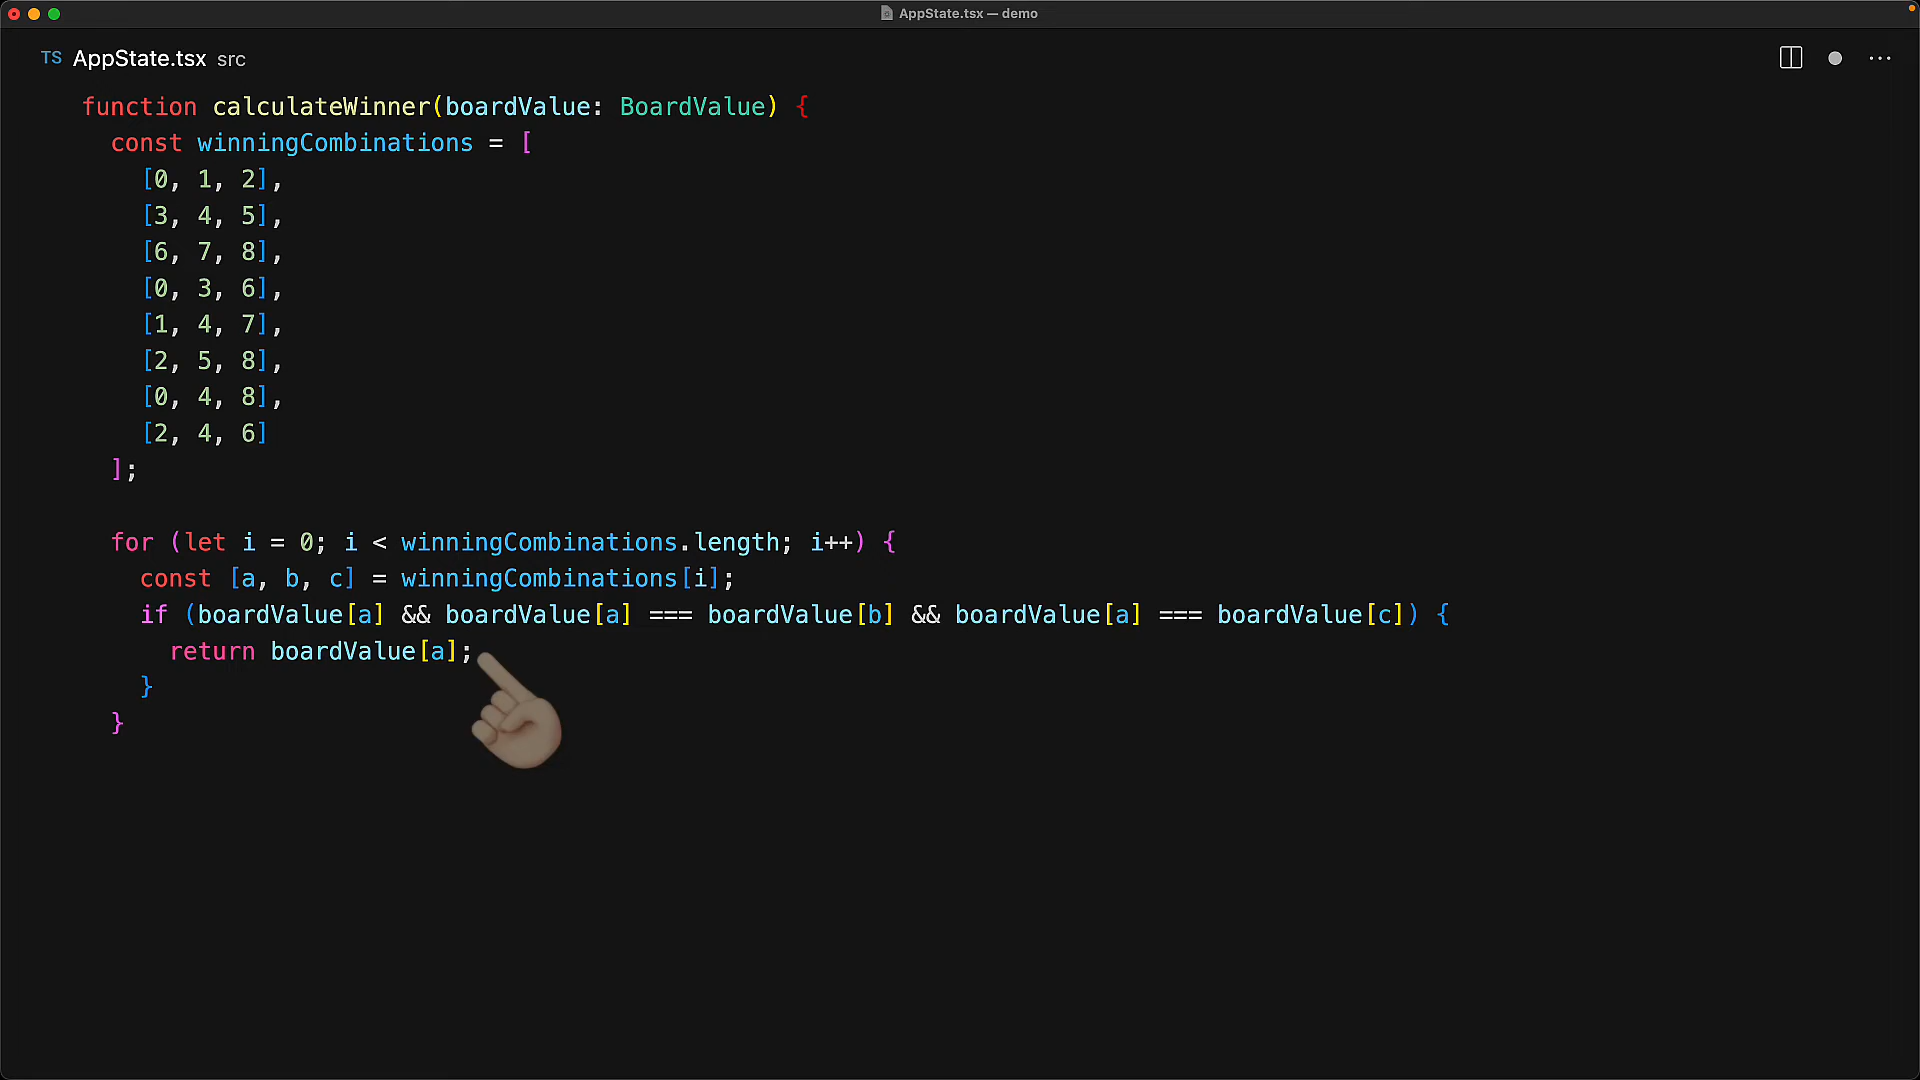 AppState.tsx — demo
TS AppState.tsx src
function calculateWinner(boardValue: BoardValue) {
const winningCombinations = [
[0, 1, 2],
[3, 4, 5],
[6, 7, 8],
[0, 3, 6],
[1, 4, 7],
[2, 5, 8],
[0, 4, 8],
[2, 4, 6]
];
for (let i = 0; i < winningCombinations.length; i++) {
const [a, b, c] = winningCombinations[i];
if (boardValue[a] && boardValue[a] === boardValue[b] && boardValue[a] === boardValue[c]) {
return boardValue[a];
}
}